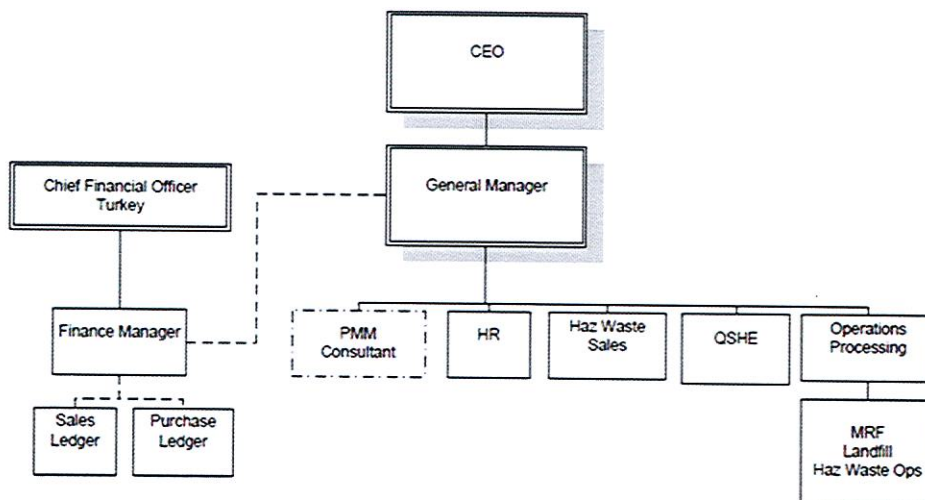 CEO
General Manager
Chief Financial Officer
Turkey
Finance Manager
Sales
Ledger
Purchase
Ledger
PMM
Consultant
HR
Haz Waste
Sales
QSHE
Operations
Processing
MRF
Landfill
Haz Waste Ops